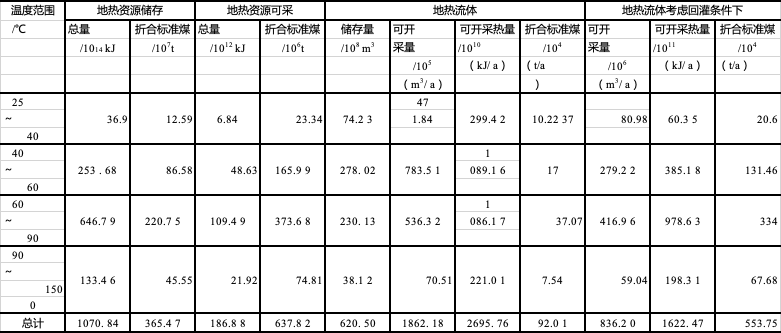 温度范围 地热资源储存 地热资源可采 地热流体 地热流体考虑回灌条件下
/℃ 总量 折合标准煤 总量 折合标准煤 储存量 可开 可开采热量 折合标准煤 可开 可开采热量 折合标准煤
/1014 kJ /10⁷t /10¹² kJ /10⁶t /10⁸ m³ 采量 /10¹⁰ /10⁴ 采量 /10¹¹ /10⁴
/10⁵ （kJ/ a） （t/a /10⁶ （kJ/ a） （t/a）
（m³/ a） ） （m³/ a）
25 47
~ 36.9 12.59 6.84 23.34 74.2 3 1.84 299.4 2 10.22 37 80.98 60.3 5 20.6
40
40 1
~ 253 . 68 86.58 48.63 165.9 9 278. 02 783.5 1 089.1 6 17 279.2 2 385.1 8 131.46
60
60 1
~ 646.7 9 220.7 5 109.4 9 373.6 8 230. 13 536.3 2 086.1 7 37.07 416.9 6 978.6 3 334
90
90
~ 133.4 6 45.55 21.92 74.81 38.1 2 70.51 221.0 1 7.54 59.04 198.3 1 67.68
150
0
总计 1070. 84 365.4 7 186.8 8 637.8 2 620. 50 1862. 18 2695. 76 92.0 1 836.2 0 1622. 47 553.75